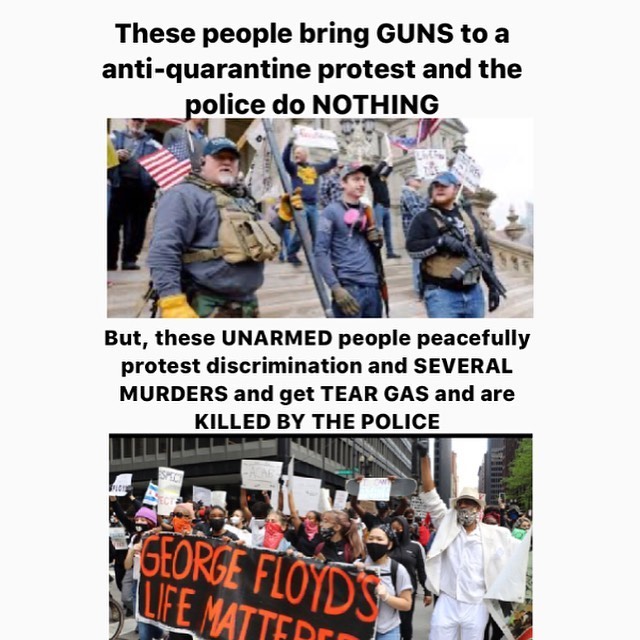 These people bring GUNS to a
anti-quarantine protest and the
police do NOTHING
But, these UNARMED people peacefully
protest discrimination and SEVERAL
MURDERS and get TEAR GAS and are
KILLED BY THE POLICE
GEORGE FLOYD'S
LIFE MATTERED